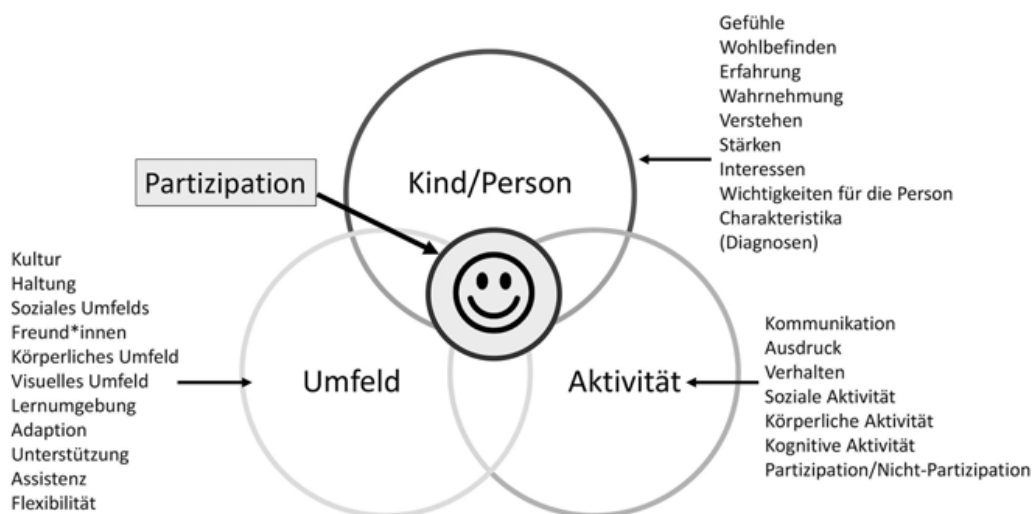 Gefühle
Wohlbefinden
Erfahrung
Wahrnehmung
Verstehen
Stärken
Interessen
Wichtigkeiten für die Person
Charakteristika
(Diagnosen)
Partizipation
Kind/Person
Kultur
Haltung
Soziales Umfelds
Freund*innen
Körperliches Umfeld
Visuelles Umfeld
Lernumgebung
Adaption
Unterstützung
Assistenz
Flexibilität
Umfeld
Aktivität
Kommunikation
Ausdruck
Verhalten
Soziale Aktivität
Körperliche Aktivität
Kognitive Aktivität
Partizipation/Nicht-Partizipation